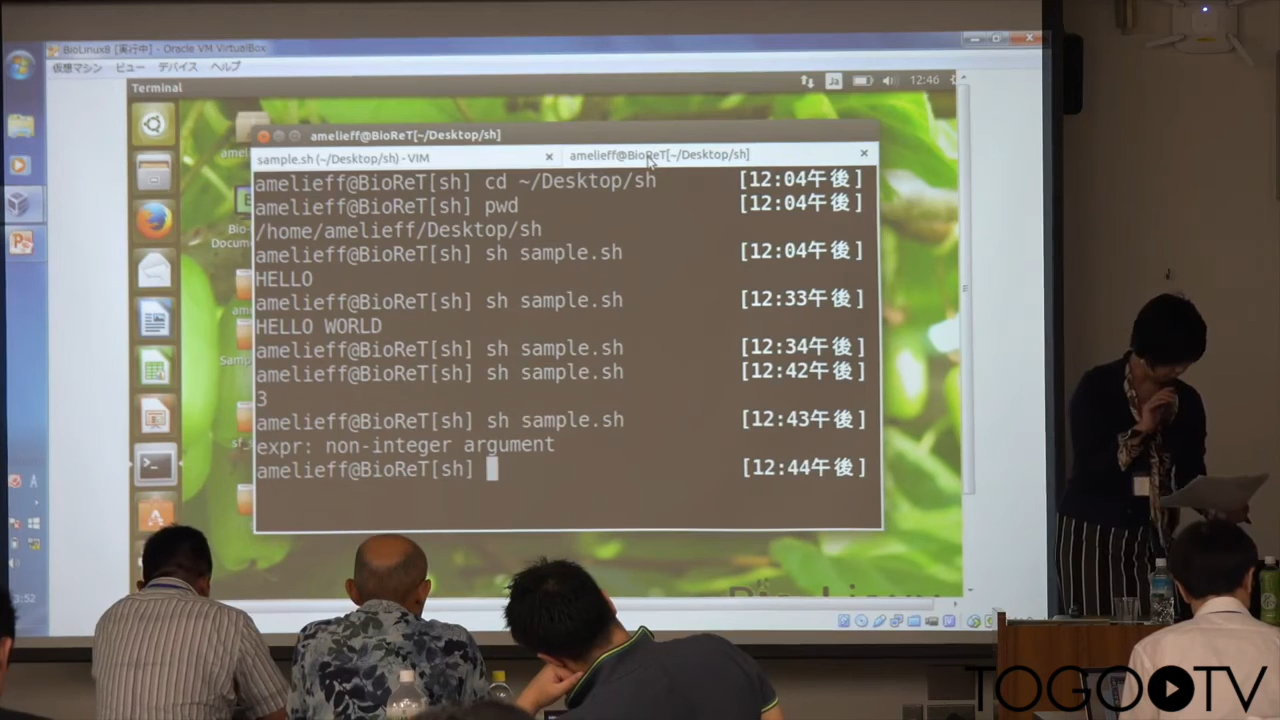 BioLinux8 [実行中] - Oracle VM VirtualBox
仮想マシン ビュー デバイス ヘルプ
Terminal
Ja
12:46
amelieff@BioReT[~/Desktop/sh]
sample.sh (~/Desktop/sh) - VIM
amelieff@BioReT[~/Desktop/sh]
amelieff@BioReT[sh] cd ~/Desktop/sh [12:04午後]
amelieff@BioReT[sh] pwd [12:04午後]
/home/amelieff/Desktop/sh
amelieff@BioReT[sh] sh sample.sh [12:04午後]
HELLO
amelieff@BioReT[sh] sh sample.sh [12:33午後]
HELLO WORLD
amelieff@BioReT[sh] sh sample.sh [12:34午後]
amelieff@BioReT[sh] sh sample.sh [12:42午後]
3
amelieff@BioReT[sh] sh sample.sh [12:43午後]
expr: non-integer argument
amelieff@BioReT[sh] [12:44午後]
TOGOTV